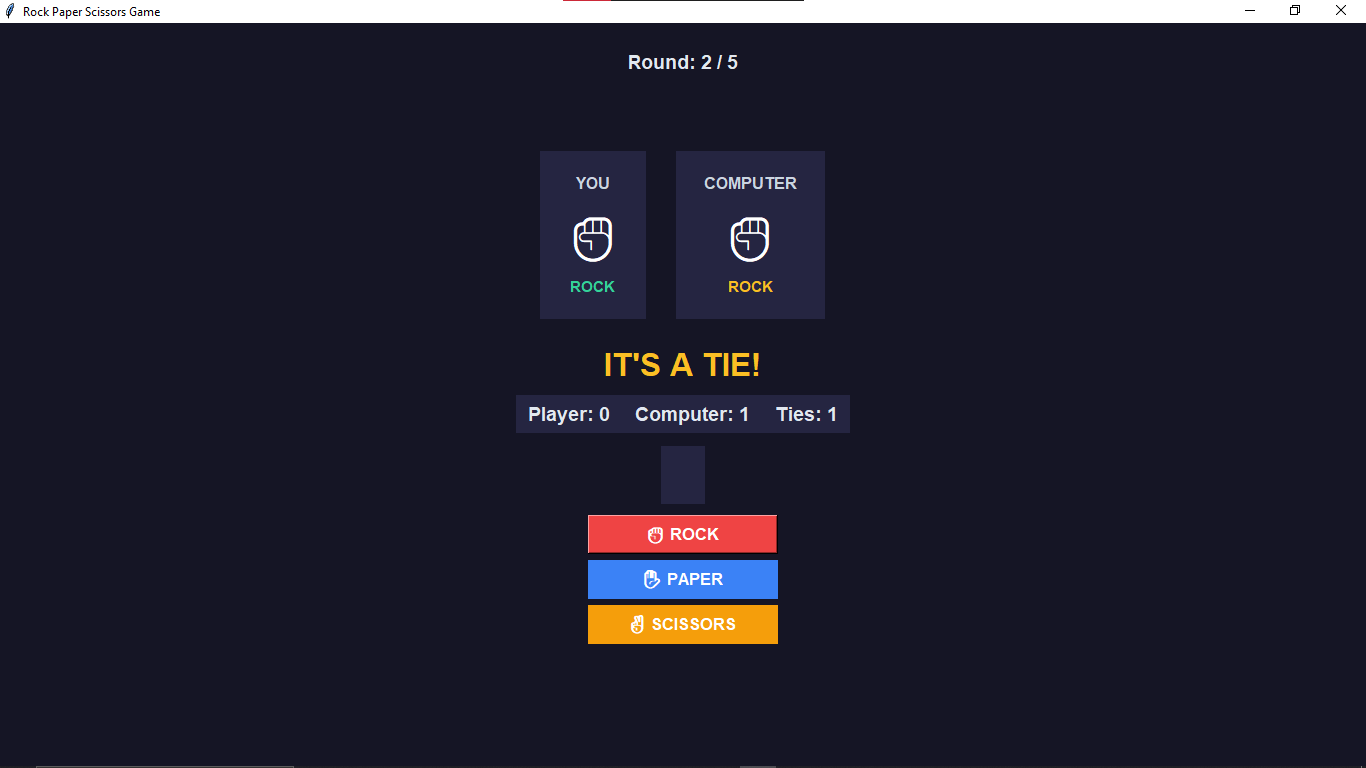 Rock Paper Scissors Game
Round: 2 / 5
YOU COMPUTER
ROCK ROCK
IT'S A TIE!
Player: 0 Computer: 1 Ties: 1
ROCK
PAPER
SCISSORS